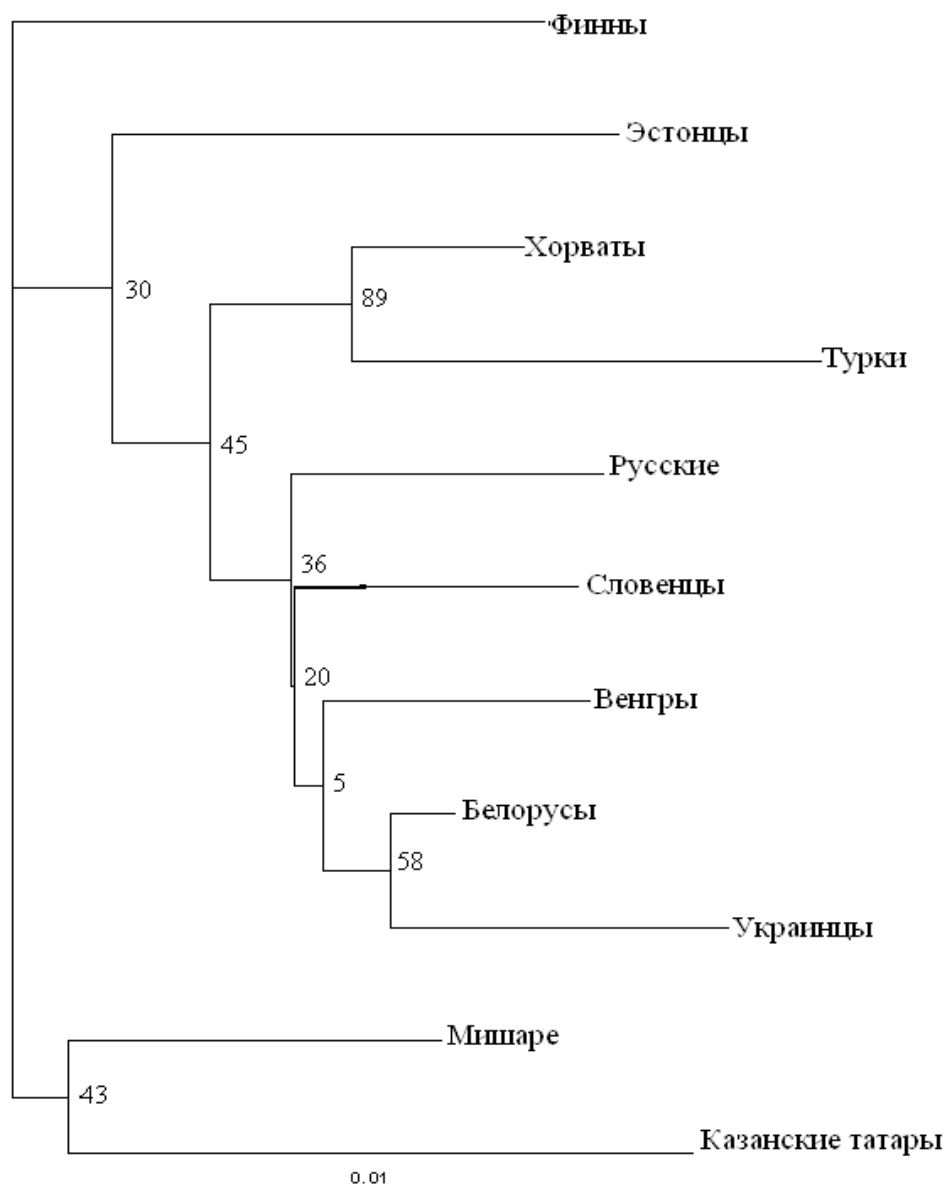 Финны
Эстонцы
Хорваты
30
89
Турки
45
Русские
36
Словенцы
20
Венгры
5
Белорусы
58
Украинцы
Мишаре
43
Казанские татары
0.01